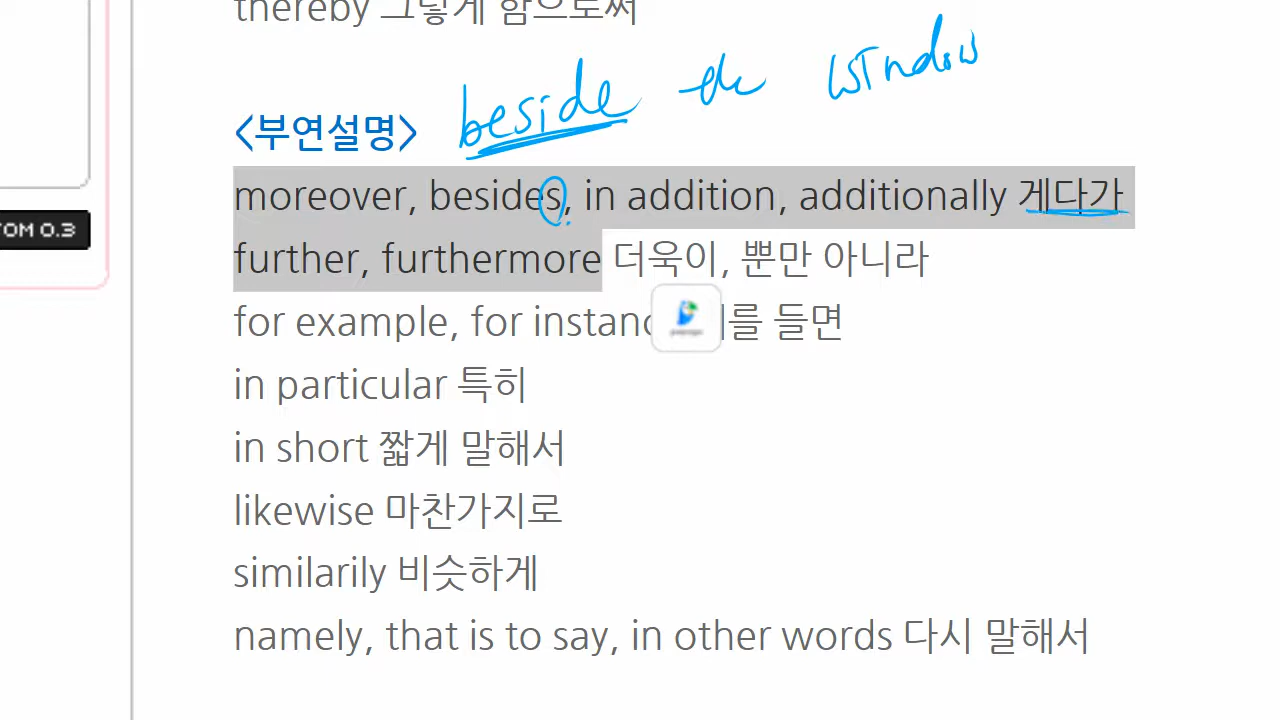 thereby 그렇게 함으로써
beside the window
<부연설명>
moreover, besides, in addition, additionally 게다가
further, furthermore 더욱이, 뿐만 아니라
for example, for instanc 를 들면
in particular 특히
in short 짧게 말해서
likewise 마찬가지로
similarily 비슷하게
namely, that is to say, in other words 다시 말해서
TOM 0.3